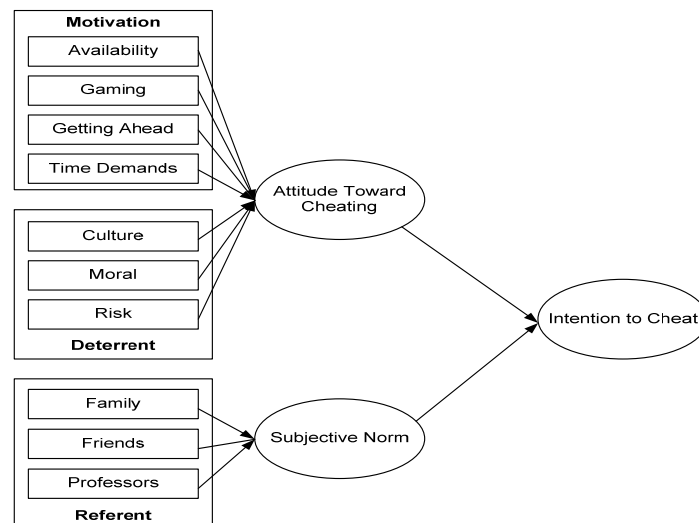 Motivation
Availability
Gaming
Getting Ahead
Time Demands
Culture
Moral
Risk
Deterrent
Family
Friends
Professors
Referent
Attitude Toward
Cheating
Subjective Norm
Intention to Cheat